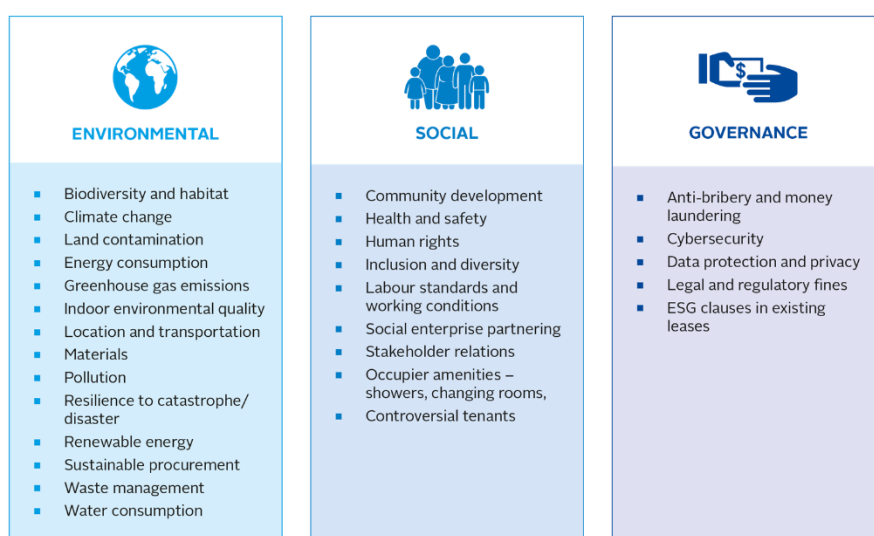 ENVIRONMENTAL
Biodiversity and habitat
Climate change
Land contamination
Energy consumption
Greenhouse gas emissions
Indoor environmental quality
Location and transportation
Materials
Pollution
Resilience to catastrophe/
disaster
Renewable energy
Sustainable procurement
Waste management
Water consumption
SOCIAL
Community development
Health and safety
Human rights
Inclusion and diversity
Labour standards and
working conditions
Social enterprise partnering
Stakeholder relations
Occupier amenities –
showers, changing rooms,
Controversial tenants
$
GOVERNANCE
Anti-bribery and money
laundering
Cybersecurity
Data protection and privacy
Legal and regulatory fines
ESG clauses in existing
leases